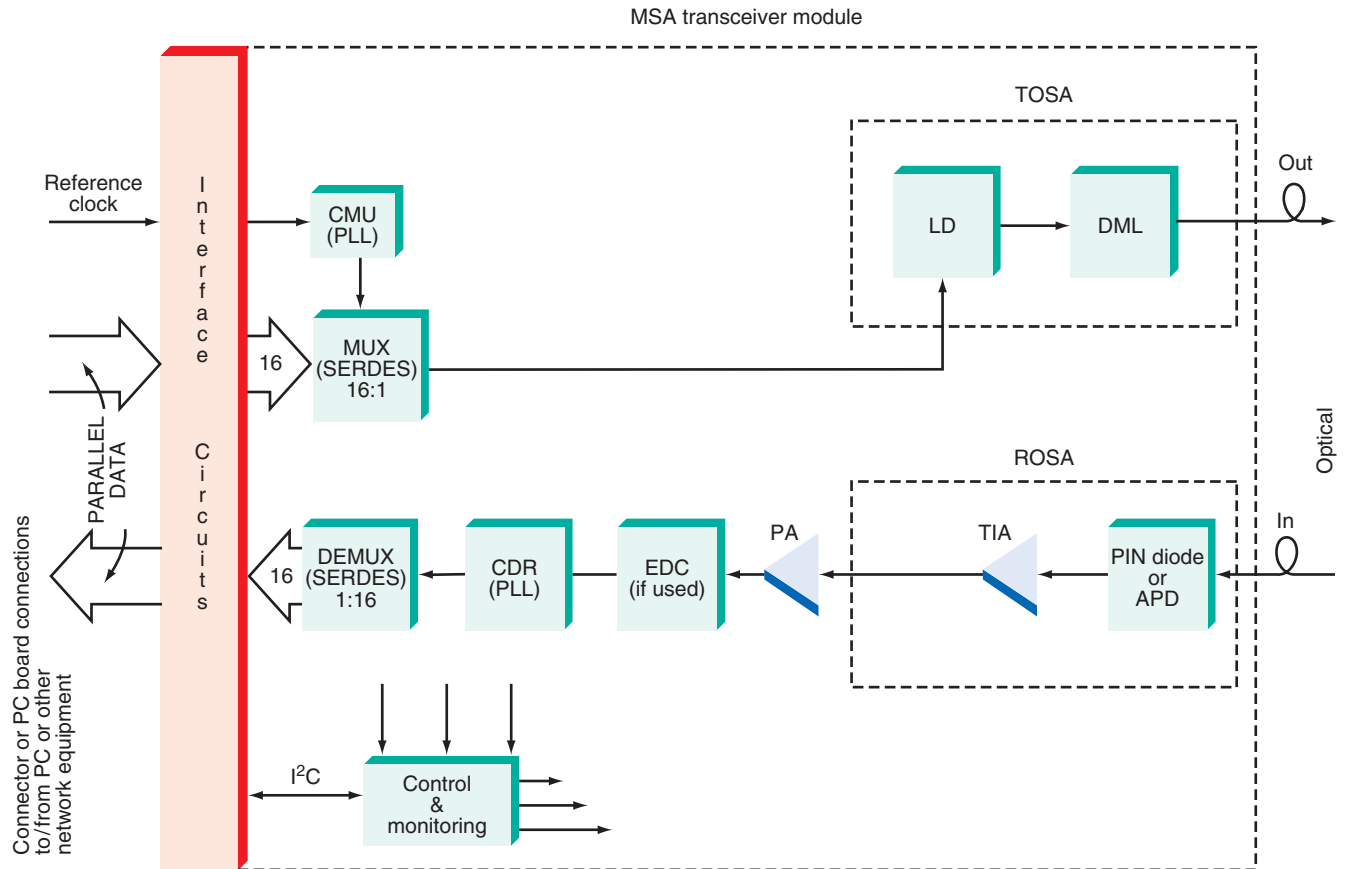 MSA transceiver module
TOSA
Out
Reference
clock
CMU
(PLL)
LD
DML
Interface
Circuits
16
MUX
(SERDES)
16:1
PARALLEL
DATA
Optical
ROSA
In
PA
TIA
16
DEMUX
(SERDES)
1:16
CDR
(PLL)
EDC
(if used)
PIN diode
or
APD
Connector or PC board connections
to/from PC or other
network equipment
I²C
Control
&
monitoring